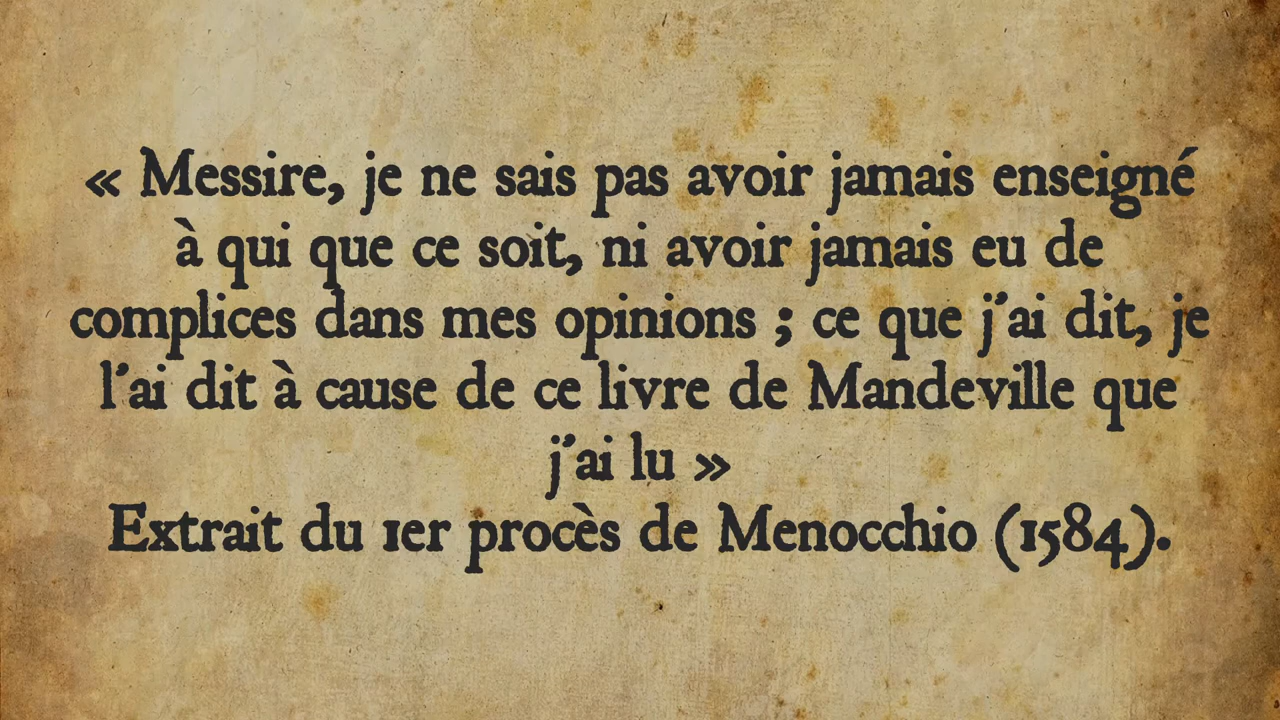 « Messire, je ne sais pas avoir jamais enseigné
à qui que ce soit, ni avoir jamais eu de
complices dans mes opinions ; ce que j'ai dit, je
l'ai dit à cause de ce livre de Mandeville que
j'ai lu »
Extrait du 1er procès de Menocchio (1584).